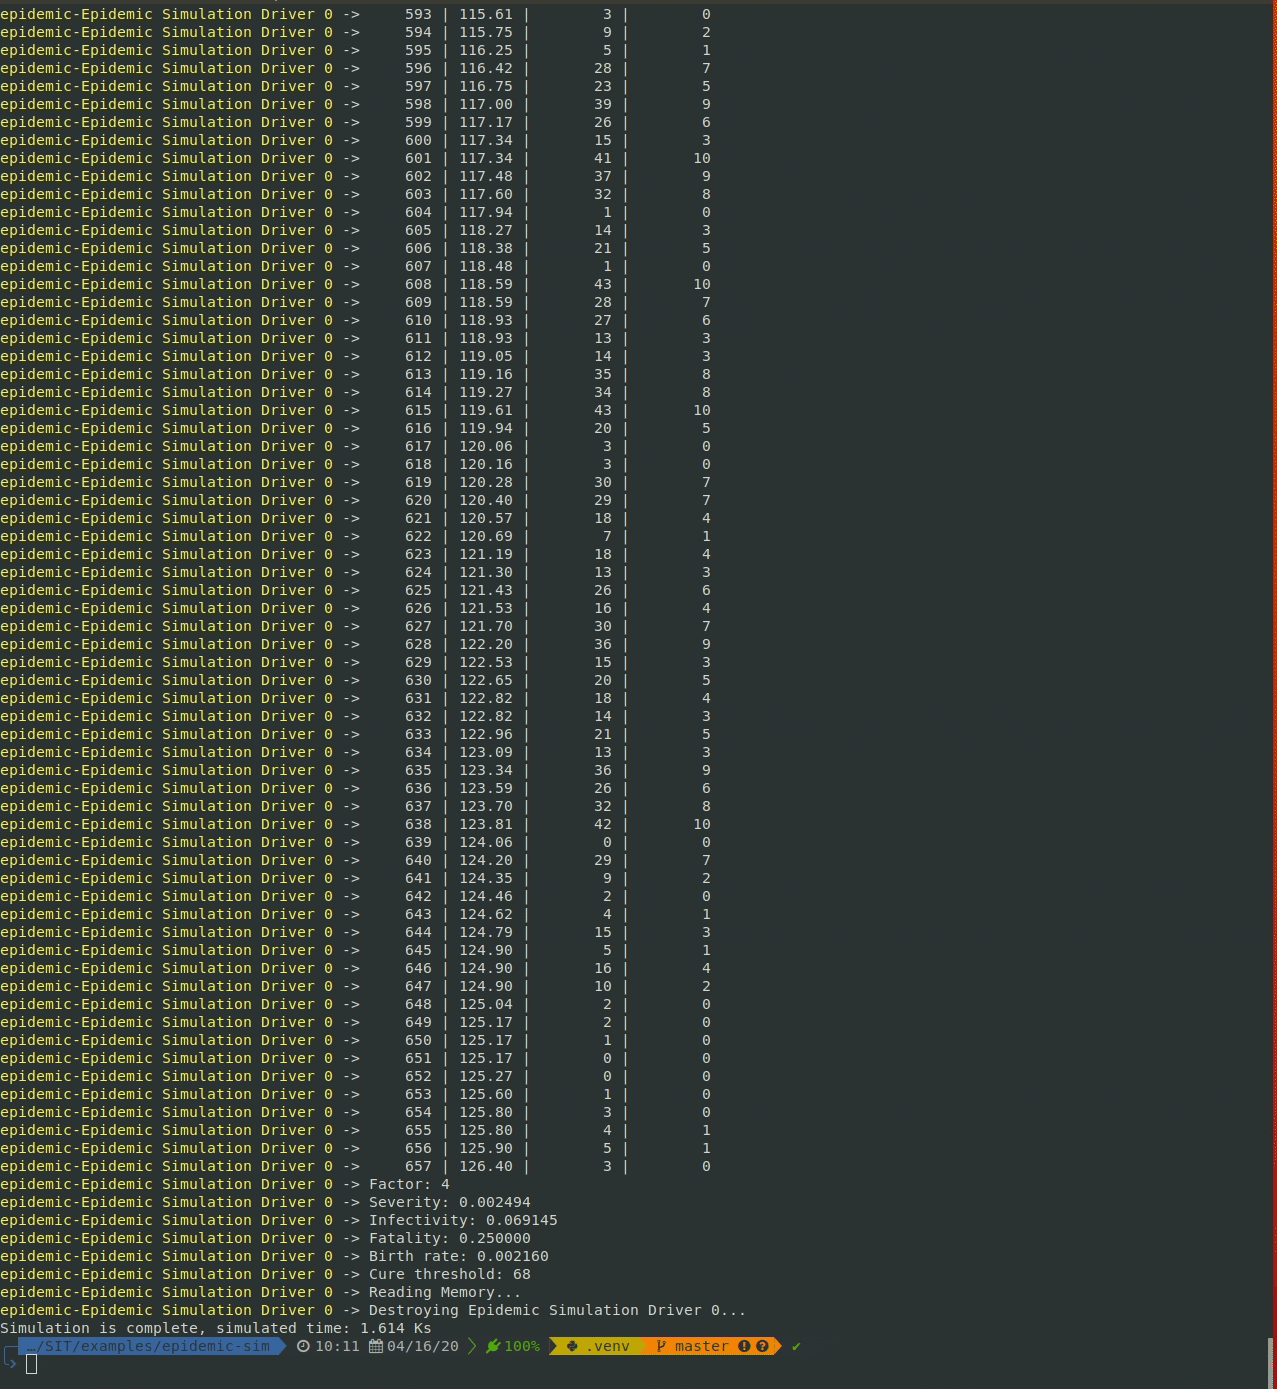 epidemic-Epidemic Simulation Driver 0 ->     593 | 115.61 |        3 |        0
epidemic-Epidemic Simulation Driver 0 ->     594 | 115.75 |        9 |        2
epidemic-Epidemic Simulation Driver 0 ->     595 | 116.25 |        5 |        1
epidemic-Epidemic Simulation Driver 0 ->     596 | 116.42 |       28 |        7
epidemic-Epidemic Simulation Driver 0 ->     597 | 116.75 |       23 |        5
epidemic-Epidemic Simulation Driver 0 ->     598 | 117.00 |       39 |        9
epidemic-Epidemic Simulation Driver 0 ->     599 | 117.17 |       26 |        6
epidemic-Epidemic Simulation Driver 0 ->     600 | 117.34 |       15 |        3
epidemic-Epidemic Simulation Driver 0 ->     601 | 117.34 |       41 |       10
epidemic-Epidemic Simulation Driver 0 ->     602 | 117.48 |       37 |        9
epidemic-Epidemic Simulation Driver 0 ->     603 | 117.60 |       32 |        8
epidemic-Epidemic Simulation Driver 0 ->     604 | 117.94 |        1 |        0
epidemic-Epidemic Simulation Driver 0 ->     605 | 118.27 |       14 |        3
epidemic-Epidemic Simulation Driver 0 ->     606 | 118.38 |       21 |        5
epidemic-Epidemic Simulation Driver 0 ->     607 | 118.48 |        1 |        0
epidemic-Epidemic Simulation Driver 0 ->     608 | 118.59 |       43 |       10
epidemic-Epidemic Simulation Driver 0 ->     609 | 118.59 |       28 |        7
epidemic-Epidemic Simulation Driver 0 ->     610 | 118.93 |       27 |        6
epidemic-Epidemic Simulation Driver 0 ->     611 | 118.93 |       13 |        3
epidemic-Epidemic Simulation Driver 0 ->     612 | 119.05 |       14 |        3
epidemic-Epidemic Simulation Driver 0 ->     613 | 119.16 |       35 |        8
epidemic-Epidemic Simulation Driver 0 ->     614 | 119.27 |       34 |        8
epidemic-Epidemic Simulation Driver 0 ->     615 | 119.61 |       43 |       10
epidemic-Epidemic Simulation Driver 0 ->     616 | 119.94 |       20 |        5
epidemic-Epidemic Simulation Driver 0 ->     617 | 120.06 |        3 |        0
epidemic-Epidemic Simulation Driver 0 ->     618 | 120.16 |        3 |        0
epidemic-Epidemic Simulation Driver 0 ->     619 | 120.28 |       30 |        7
epidemic-Epidemic Simulation Driver 0 ->     620 | 120.40 |       29 |        7
epidemic-Epidemic Simulation Driver 0 ->     621 | 120.57 |       18 |        4
epidemic-Epidemic Simulation Driver 0 ->     622 | 120.69 |        7 |        1
epidemic-Epidemic Simulation Driver 0 ->     623 | 121.19 |       18 |        4
epidemic-Epidemic Simulation Driver 0 ->     624 | 121.30 |       13 |        3
epidemic-Epidemic Simulation Driver 0 ->     625 | 121.43 |       26 |        6
epidemic-Epidemic Simulation Driver 0 ->     626 | 121.53 |       16 |        4
epidemic-Epidemic Simulation Driver 0 ->     627 | 121.70 |       30 |        7
epidemic-Epidemic Simulation Driver 0 ->     628 | 122.20 |       36 |        9
epidemic-Epidemic Simulation Driver 0 ->     629 | 122.53 |       15 |        3
epidemic-Epidemic Simulation Driver 0 ->     630 | 122.65 |       20 |        5
epidemic-Epidemic Simulation Driver 0 ->     631 | 122.82 |       18 |        4
epidemic-Epidemic Simulation Driver 0 ->     632 | 122.82 |       14 |        3
epidemic-Epidemic Simulation Driver 0 ->     633 | 122.96 |       21 |        5
epidemic-Epidemic Simulation Driver 0 ->     634 | 123.09 |       13 |        3
epidemic-Epidemic Simulation Driver 0 ->     635 | 123.34 |       36 |        9
epidemic-Epidemic Simulation Driver 0 ->     636 | 123.59 |       26 |        6
epidemic-Epidemic Simulation Driver 0 ->     637 | 123.70 |       32 |        8
epidemic-Epidemic Simulation Driver 0 ->     638 | 123.81 |       42 |       10
epidemic-Epidemic Simulation Driver 0 ->     639 | 124.06 |        0 |        0
epidemic-Epidemic Simulation Driver 0 ->     640 | 124.20 |       29 |        7
epidemic-Epidemic Simulation Driver 0 ->     641 | 124.35 |        9 |        2
epidemic-Epidemic Simulation Driver 0 ->     642 | 124.46 |        2 |        0
epidemic-Epidemic Simulation Driver 0 ->     643 | 124.62 |        4 |        1
epidemic-Epidemic Simulation Driver 0 ->     644 | 124.79 |       15 |        3
epidemic-Epidemic Simulation Driver 0 ->     645 | 124.90 |        5 |        1
epidemic-Epidemic Simulation Driver 0 ->     646 | 124.90 |       16 |        4
epidemic-Epidemic Simulation Driver 0 ->     647 | 124.90 |       10 |        2
epidemic-Epidemic Simulation Driver 0 ->     648 | 125.04 |        2 |        0
epidemic-Epidemic Simulation Driver 0 ->     649 | 125.17 |        2 |        0
epidemic-Epidemic Simulation Driver 0 ->     650 | 125.17 |        1 |        0
epidemic-Epidemic Simulation Driver 0 ->     651 | 125.17 |        0 |        0
epidemic-Epidemic Simulation Driver 0 ->     652 | 125.27 |        0 |        0
epidemic-Epidemic Simulation Driver 0 ->     653 | 125.60 |        1 |        0
epidemic-Epidemic Simulation Driver 0 ->     654 | 125.80 |        3 |        0
epidemic-Epidemic Simulation Driver 0 ->     655 | 125.80 |        4 |        1
epidemic-Epidemic Simulation Driver 0 ->     656 | 125.90 |        5 |        1
epidemic-Epidemic Simulation Driver 0 ->     657 | 126.40 |        3 |        0
epidemic-Epidemic Simulation Driver 0 -> Factor: 4
epidemic-Epidemic Simulation Driver 0 -> Severity: 0.002494
epidemic-Epidemic Simulation Driver 0 -> Infectivity: 0.069145
epidemic-Epidemic Simulation Driver 0 -> Fatality: 0.250000
epidemic-Epidemic Simulation Driver 0 -> Birth rate: 0.002160
epidemic-Epidemic Simulation Driver 0 -> Cure threshold: 68
epidemic-Epidemic Simulation Driver 0 -> Reading Memory...
epidemic-Epidemic Simulation Driver 0 -> Destroying Epidemic Simulation Driver 0...
Simulation is complete, simulated time: 1.614 Ks
…/SIT/examples/epidemic-sim 10:11 04/16/20 100% .venv master ! ? ✔